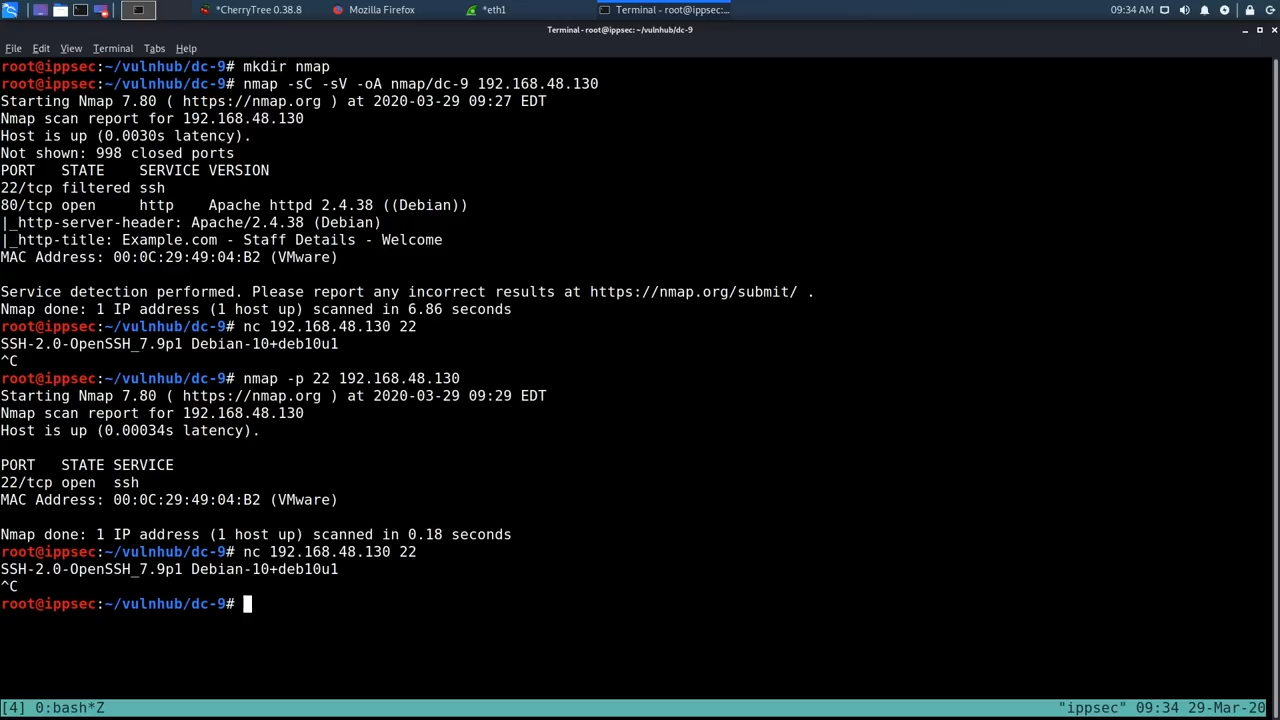 *CherryTree 0.38.8 Mozilla Firefox *eth1 Terminal - root@ippsec:... 09:34 AM
Terminal - root@ippsec: ~/vulnhub/dc-9
File Edit View Terminal Tabs Help
root@ippsec:~/vulnhub/dc-9# mkdir nmap
root@ippsec:~/vulnhub/dc-9# nmap -sC -sV -oA nmap/dc-9 192.168.48.130
Starting Nmap 7.80 ( https://nmap.org ) at 2020-03-29 09:27 EDT
Nmap scan report for 192.168.48.130
Host is up (0.0030s latency).
Not shown: 998 closed ports
PORT   STATE    SERVICE VERSION
22/tcp filtered ssh
80/tcp open     http    Apache httpd 2.4.38 ((Debian))
|_http-server-header: Apache/2.4.38 (Debian)
|_http-title: Example.com - Staff Details - Welcome
MAC Address: 00:0C:29:49:04:B2 (VMware)
Service detection performed. Please report any incorrect results at https://nmap.org/submit/ .
Nmap done: 1 IP address (1 host up) scanned in 6.86 seconds
root@ippsec:~/vulnhub/dc-9# nc 192.168.48.130 22
SSH-2.0-OpenSSH_7.9p1 Debian-10+deb10u1
^C
root@ippsec:~/vulnhub/dc-9# nmap -p 22 192.168.48.130
Starting Nmap 7.80 ( https://nmap.org ) at 2020-03-29 09:29 EDT
Nmap scan report for 192.168.48.130
Host is up (0.00034s latency).
PORT   STATE SERVICE
22/tcp open  ssh
MAC Address: 00:0C:29:49:04:B2 (VMware)
Nmap done: 1 IP address (1 host up) scanned in 0.18 seconds
root@ippsec:~/vulnhub/dc-9# nc 192.168.48.130 22
SSH-2.0-OpenSSH_7.9p1 Debian-10+deb10u1
^C
root@ippsec:~/vulnhub/dc-9#
[4] 0:bash*Z "ippsec" 09:34 29-Mar-20